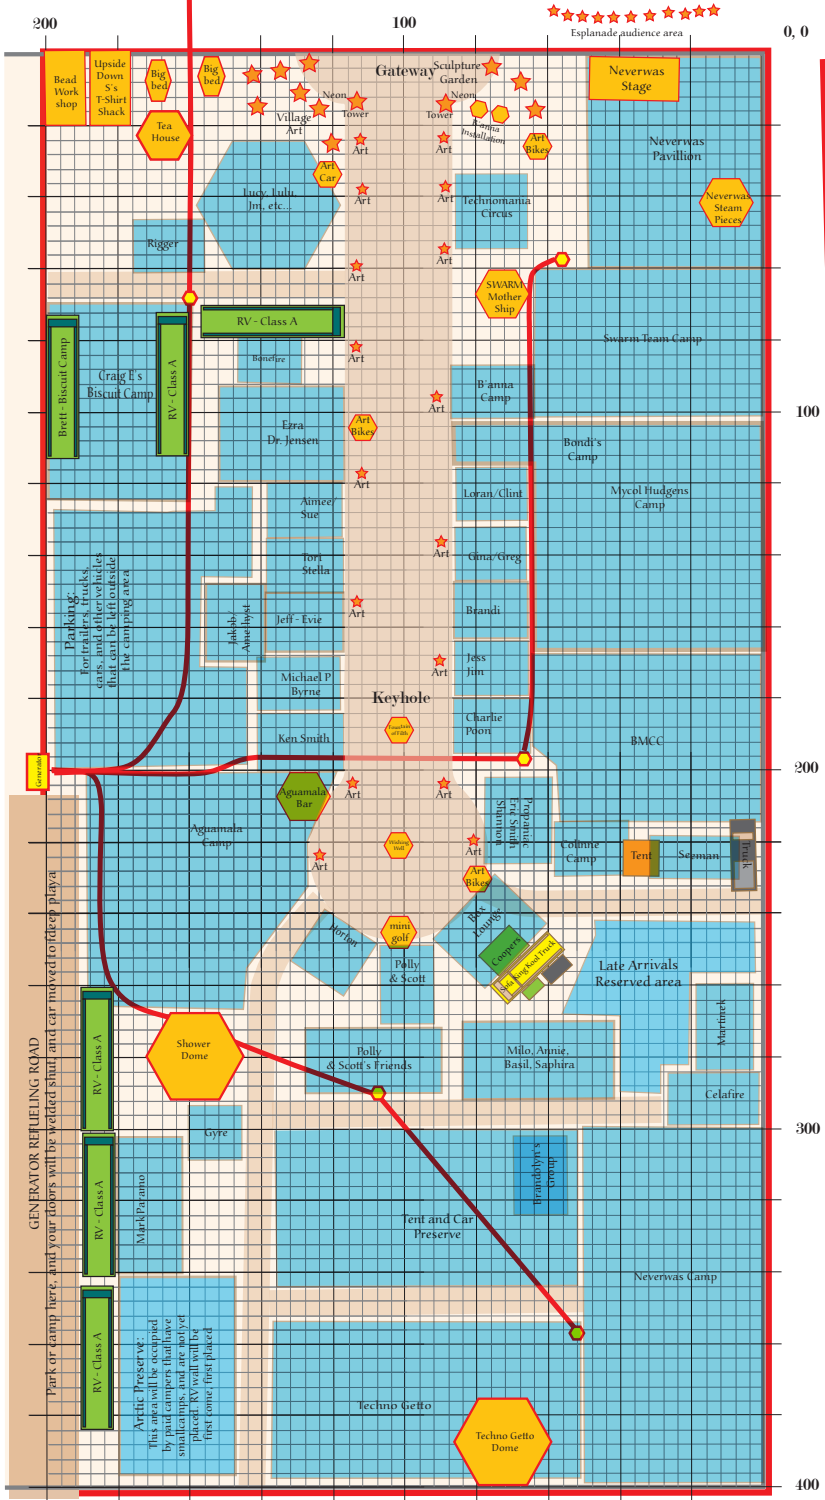 200
100
0, 0
Esplanade audience area
Bead
Work
shop
Upside
Down
S's
T-Shirt
Shack
Big
bed
Big
bed
Tea
House
Gateway
Sculpture
Garden
Neverwas
Stage
Neon
Tower
Neon
Tower
Village
Art
B'anna
Installation
Art
Bikes
Neverwas
Pavillion
Art
Art
Art
Car
Lucy, Lulu,
Jm, etc...
Art
Art
Technomania
Circus
Neverwas
Steam
Pieces
Rigger
Art
Art
SWARM
Mother
Ship
RV - Class A
Swarm Team Camp
Brett - Biscuit Camp
Craig E's
Biscuit Camp
RV - Class A
Bonefire
Art
B'anna
Camp
Art
100
Ezra
Dr. Jensen
Art
Bikes
Bondi's
Camp
Art
Aimee/
Sue
Loran/Clint
Mycol Hudgens
Camp
Parking:
For trailers, trucks,
cars, and other vehicles
that can be left outside
the camping area
Tori
Stella
Art
Gina/Greg
Jakob/
Amethyst
Jeff - Evie
Art
Brandi
Michael P
Byrne
Art
Jess
Jim
Keyhole
Ken Smith
Charlie
Poon
BMCC
Generator
200
Aguamala
Bar
Art
Art
Propaniac
Eric Smith
Shannon
Aguamala
Camp
Wishing
Well
Art
Art
Colinne
Camp
Tent
Seeman
Truck
Art
Bikes
Box
Lounge
Horton
mini
golf
Coopers
Polly
& Scott
Late Arrivals
Reserved area
Martinek
Shower
Dome
Polly
& Scott's Friends
Milo, Annie,
Basil, Saphira
RV - Class A
Celafire
300
GENERATOR REFUELING ROAD
Park or camp here, and your doors will be welded shut, and car moved to fdeep playa
Gyre
Brandolyn's
Group
RV - Class A
Mark Paramo
Tent and Car
Preserve
Neverwas Camp
RV - Class A
Arctic Preserve:
This area will be occupied
by paid campers that have
smallcamps, and are not yet
placed. RV wall will be
first come, first placed
Techno Getto
Techno Getto
Dome
400